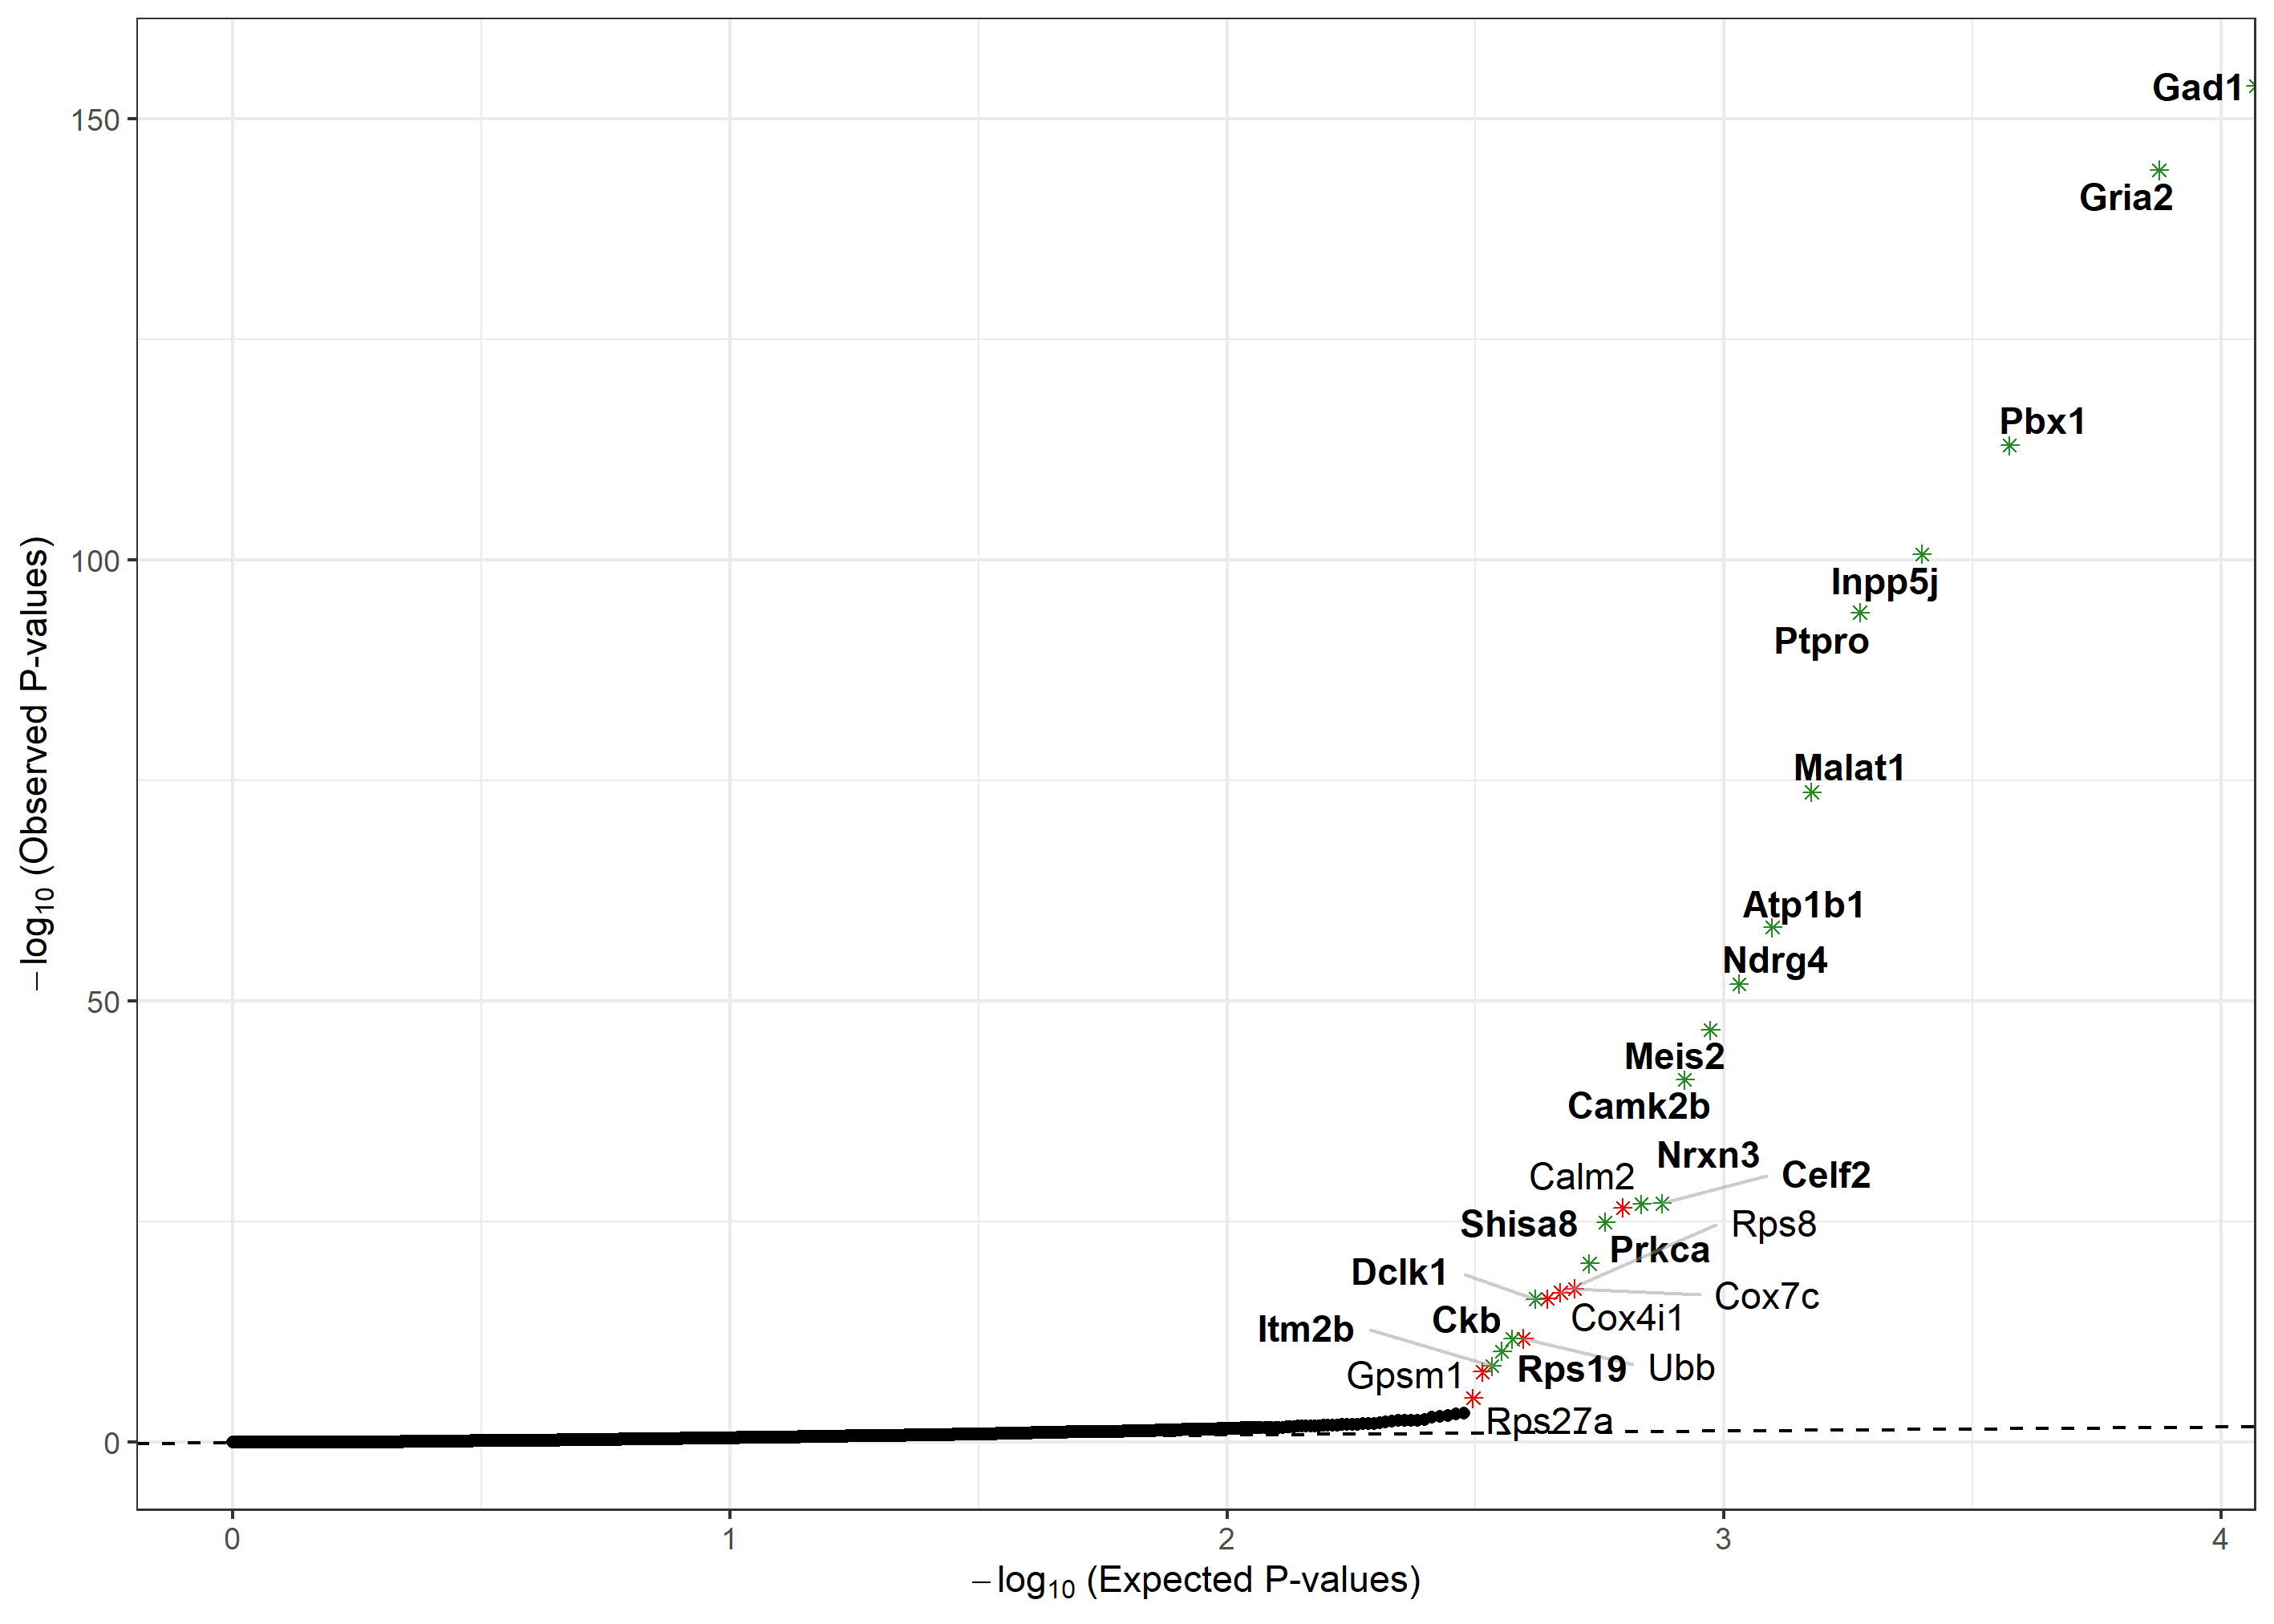 Gad1
150
Gria2
Pbx1
100
Inpp5j
Ptpro
Malat1
Atp1b1
Ndrg4
50
Meis2
Camk2b
Nrxn3
Calm2
Celf2
Shisa8
Rps8
Prkca
Dclk1
Cox7c
Cox4i1
Ckb
Itm2b
Ubb
Rps19
Gpsm1
Rps27a
0
−log10 (Observed P-values)
0 1 2 3 4
−log10 (Expected P-values)